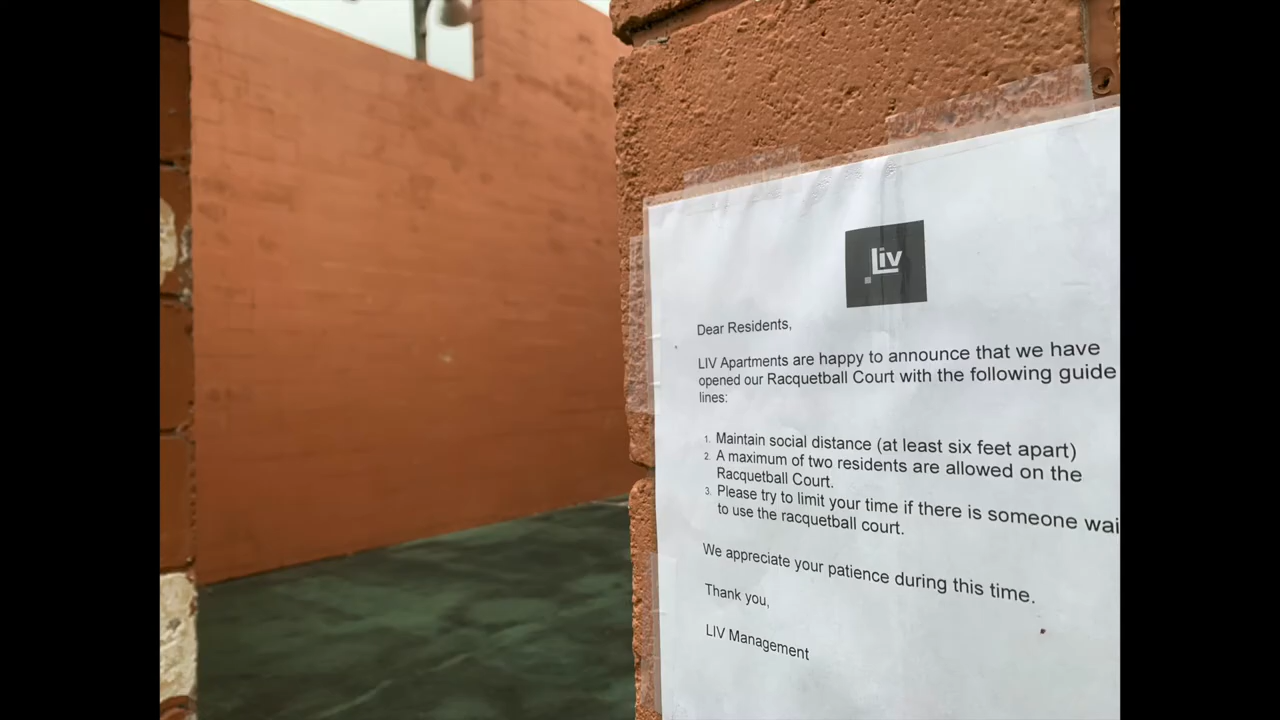 Liv
Dear Residents,
LIV Apartments are happy to announce that we have
opened our Racquetball Court with the following guide
lines:
1. Maintain social distance (at least six feet apart)
2. A maximum of two residents are allowed on the
Racquetball Court.
3. Please try to limit your time if there is someone wai
to use the racquetball court.
We appreciate your patience during this time.
Thank you,
LIV Management